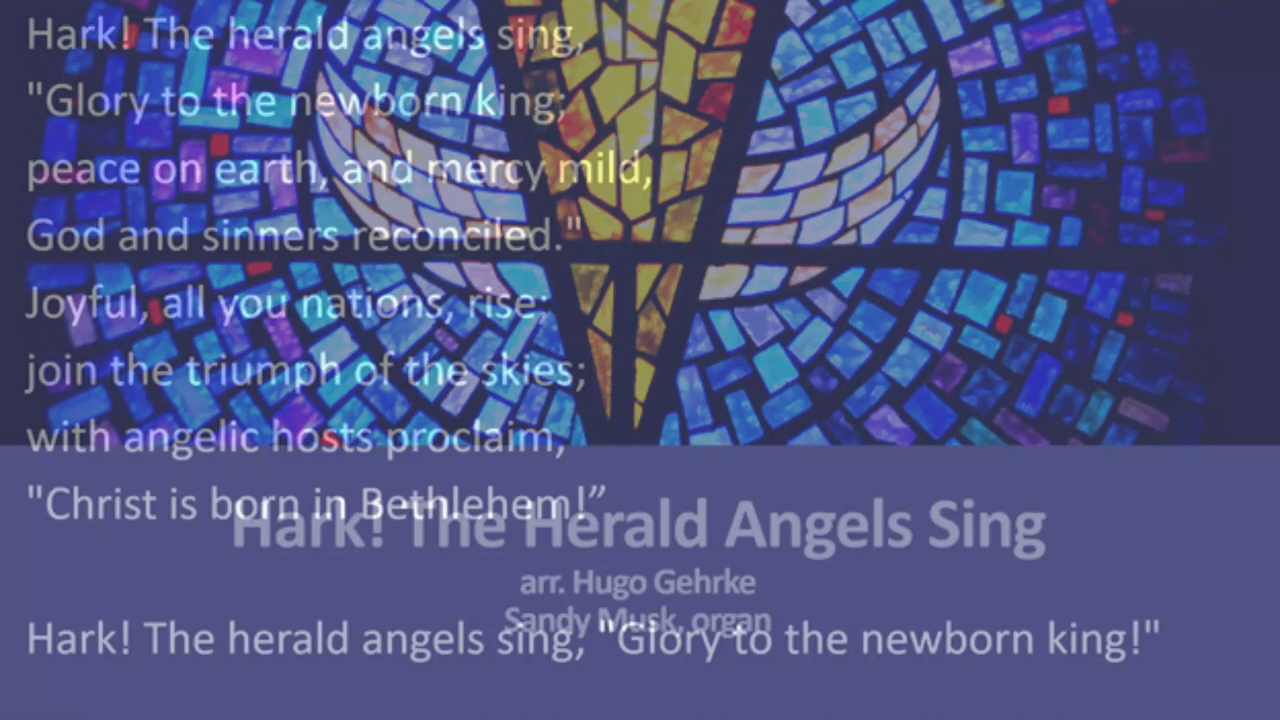 Hark! The herald angels sing,
"Glory to the newborn king;
peace on earth, and mercy mild,
God and sinners reconciled."
Joyful, all you nations, rise;
join the triumph of the skies;
with angelic hosts proclaim,
"Christ is born in Bethlehem!”
Hark! The Herald Angels Sing
arr. Hugo Gehrke
Sandy Musk, organ
Hark! The herald angels sing, "Glory to the newborn king!"